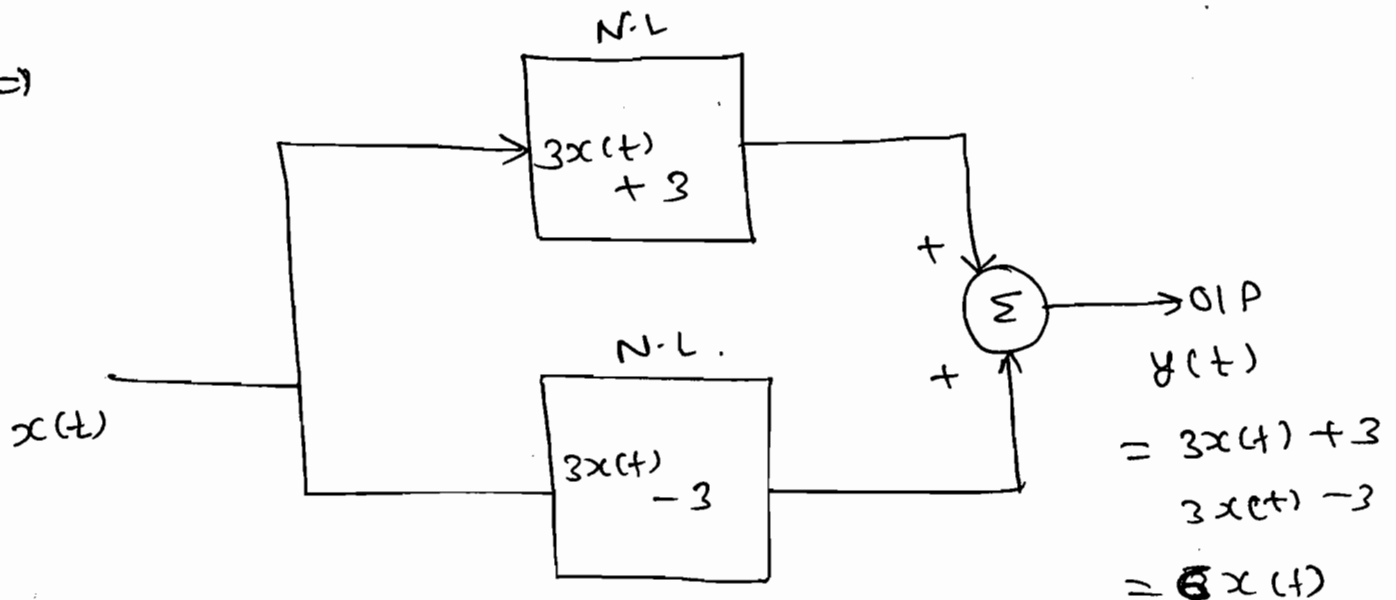 =)
N·L
3x(t)
+ 3
+
Σ
O/P
N·L.
+
y(t)
x(t)
= 3x(t) + 3
3x(t)
- 3
3x(t) - 3
= 6x(t)